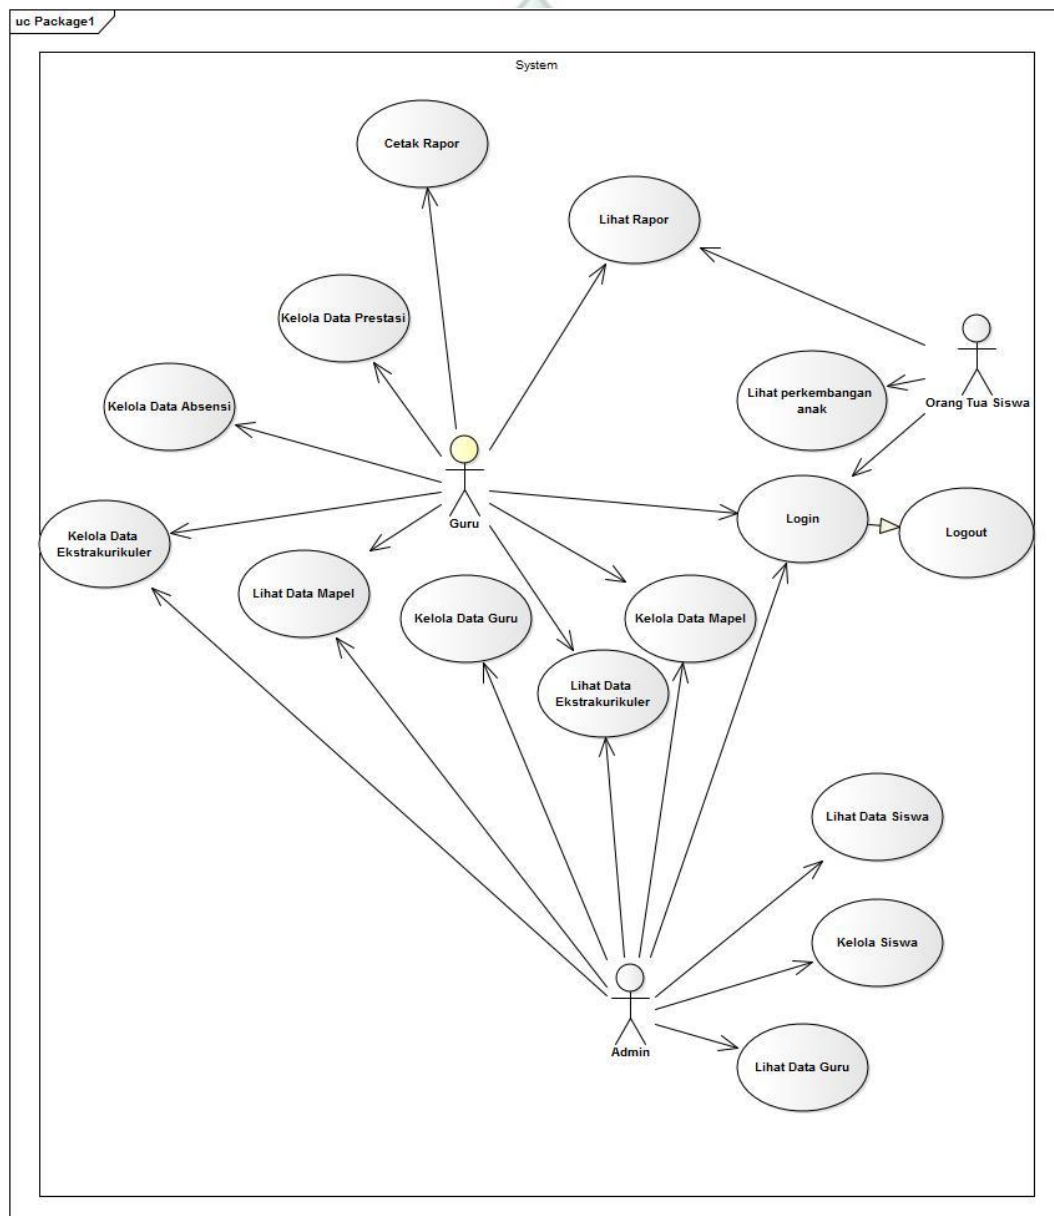 uc Package1
System
Cetak Rapor
Lihat Rapor
Kelola Data Prestasi
Kelola Data Absensi
Lihat perkembangan
anak
Orang Tua Siswa
Guru
Login
Logout
Kelola Data
Ekstrakurikuler
Lihat Data Mapel
Kelola Data Guru
Kelola Data Mapel
Lihat Data
Ekstrakurikuler
Lihat Data Siswa
Kelola Siswa
Admin
Lihat Data Guru